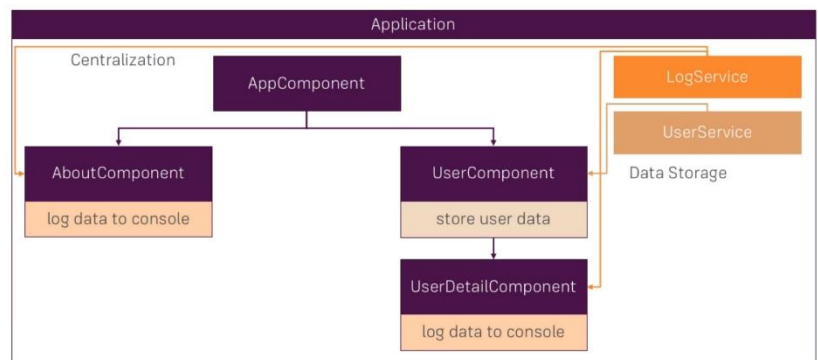 Application
Centralization
AppComponent
LogService
UserService
AboutComponent
UserComponent
Data Storage
log data to console
store user data
UserDetailComponent
log data to console